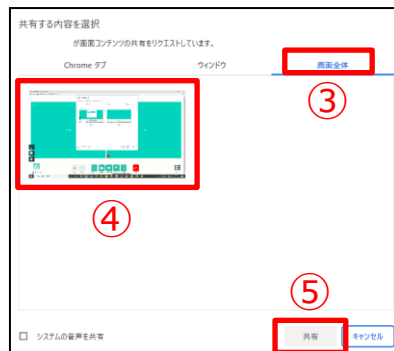 共有する内容を選択
が画面コンテンツの共有をリクエストしています。
Chrome タブ
ウィンドウ
画面全体
③
④
⑤
システムの音声を共有
共有
キャンセル